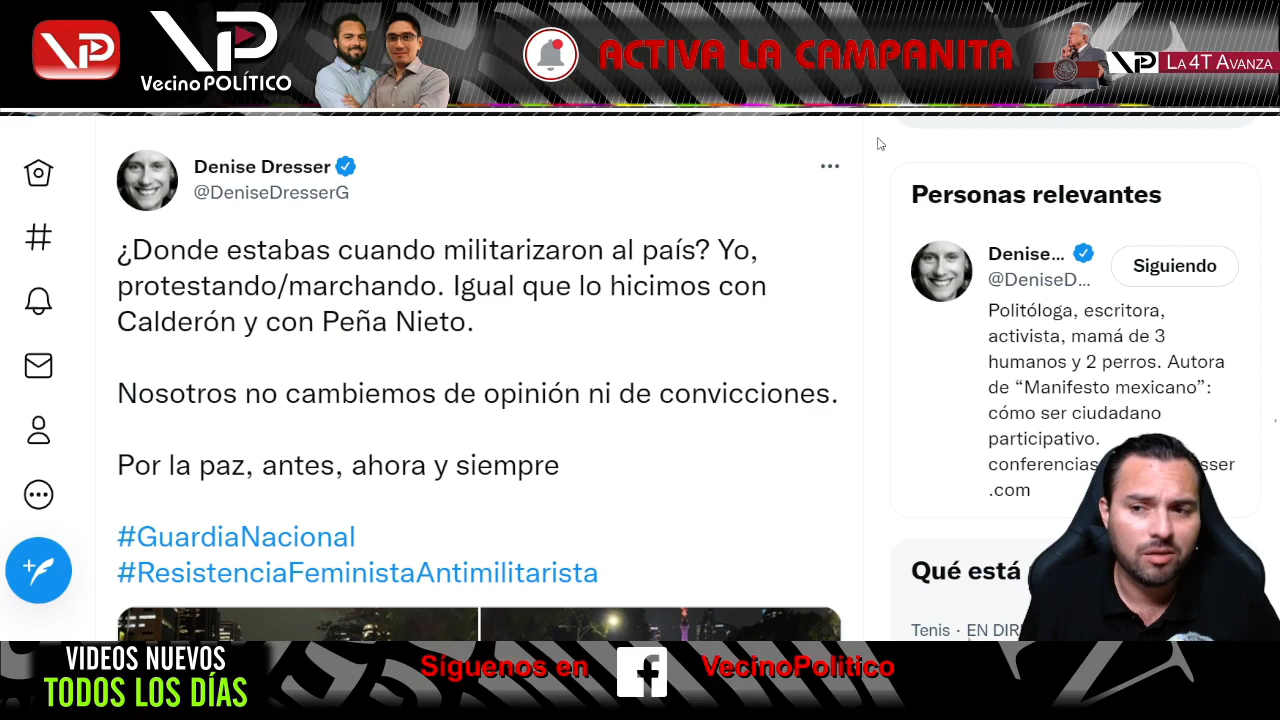 VP
VP
Vecino POLÍTICO
ACTIVA LA CAMPANITA
VP LA 4T AVANZA
Denise Dresser
@DeniseDresserG
¿Donde estabas cuando militarizaron al país? Yo,
protestando/marchando. Igual que lo hicimos con
Calderón y con Peña Nieto.
Nosotros no cambiemos de opinión ni de convicciones.
Por la paz, antes, ahora y siempre
#GuardiaNacional
#ResistenciaFeministaAntimilitarista
Personas relevantes
Denise...
@DeniseD...
Siguiendo
Politóloga, escritora,
activista, mamá de 3
humanos y 2 perros. Autora
de “Manifesto mexicano”:
cómo ser ciudadano
participativo.
conferencias
.com
Qué está
Tenis · EN DIR
VIDEOS NUEVOS
TODOS LOS DÍAS
Síguenos en
VecinoPolitico